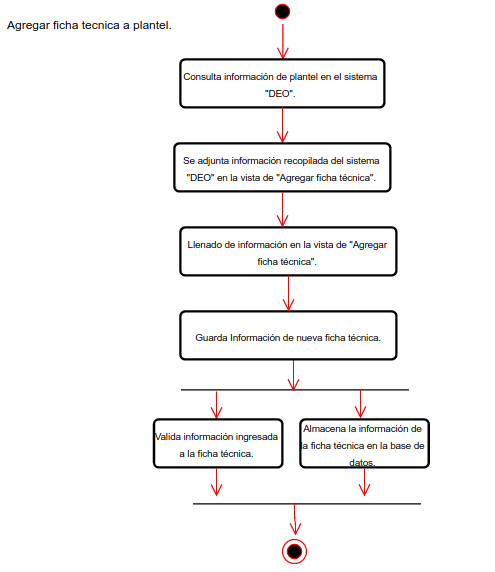 Agregar ficha tecnica a plantel.
Consulta información de plantel en el sistema
"DEO".
Se adjunta información recopilada del sistema
"DEO" en la vista de "Agregar ficha técnica".
Llenado de información en la vista de "Agregar
ficha técnica".
Guarda Información de nueva ficha técnica.
Valida información ingresada
a la ficha técnica.
Almacena la información de
la ficha técnica en la base de
datos.